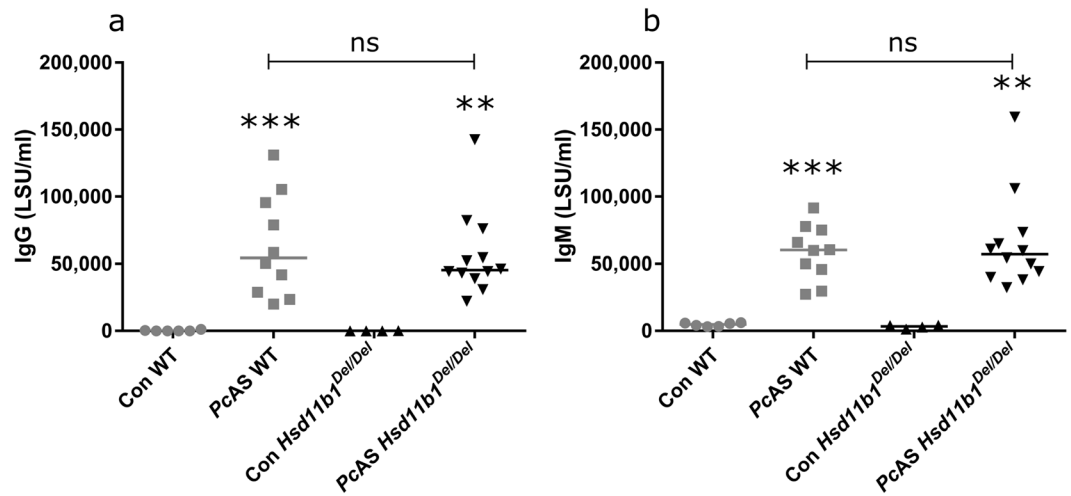 a
ns
200,000
150,000
100,000
50,000
0
IgG (LSU/ml)
***
**
Con WT
PcAS WT
Con Hsd11b1Del/Del
PcAS Hsd11b1Del/Del
b
ns
200,000
150,000
100,000
50,000
0
IgM (LSU/ml)
***
**
Con WT
PcAS WT
Con Hsd11b1Del/Del
PcAS Hsd11b1Del/Del